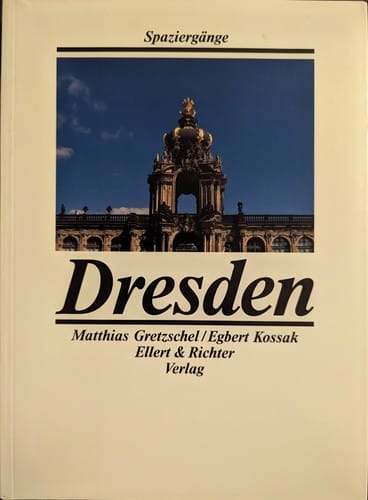 Spaziergänge
Dresden
Matthias Gretzschel/Egbert Kossak
Ellert & Richter
Verlag